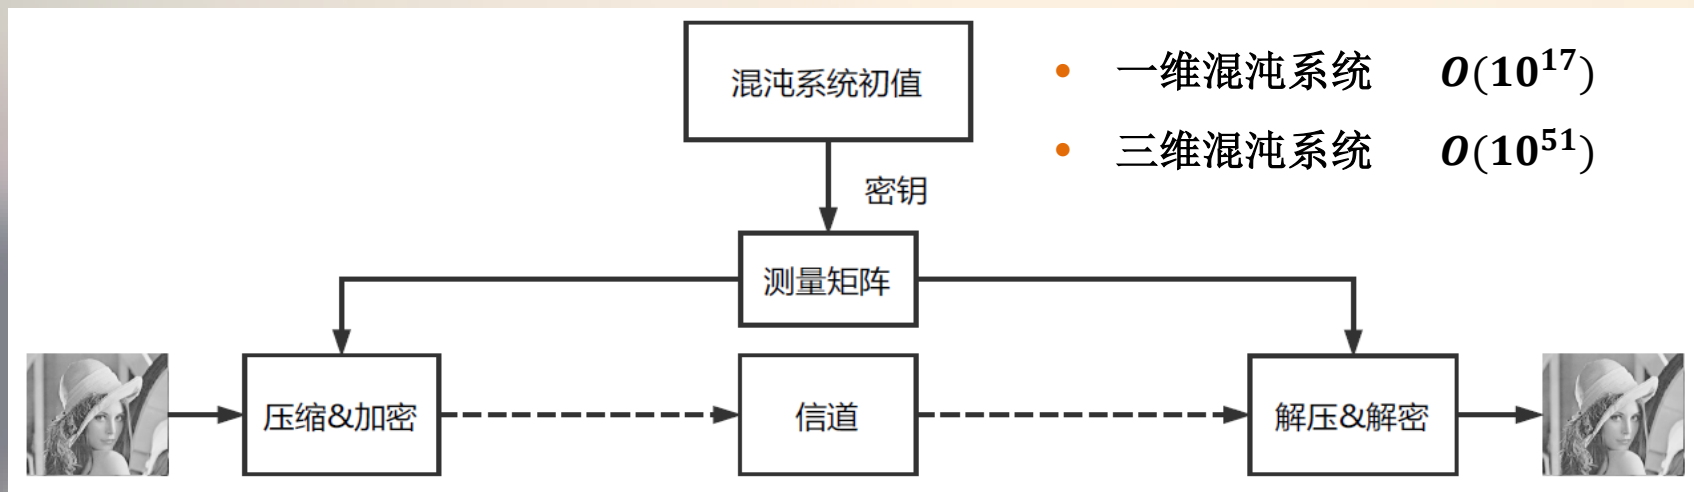 混沌系统初值
• 一维混沌系统 O(10^17)
• 三维混沌系统 O(10^51)
密钥
测量矩阵
压缩&加密
信道
解压&解密